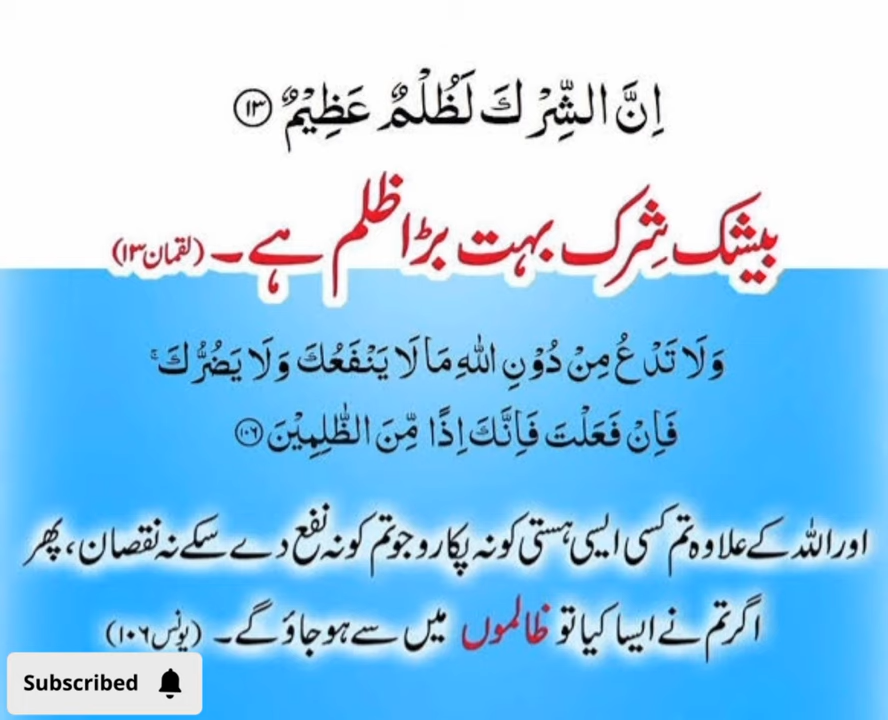 اِنَّ الشِّرْكَ لَظُلْمٌ عَظِيْمٌ ۝۱۳
بیشک شِرک بہت بڑا ظلم ہے۔ (لقمان ۱۳)
وَلَا تَدْعُ مِنْ دُوْنِ اللّٰهِ مَا لَا يَنْفَعُكَ وَلَا يَضُرُّكَ ۚ
فَاِنْ فَعَلْتَ فَاِنَّكَ اِذًا مِّنَ الظّٰلِمِيْنَ ۝۱۰۶
اور اللہ کے علاوہ تم کسی ایسی ہستی کو نہ پکارو جو تم کو نہ نفع دے سکے نہ نقصان، پھر
اگر تم نے ایسا کیا تو ظالموں میں سے ہو جاؤ گے۔ (یونس ۱۰۶)
Subscribed